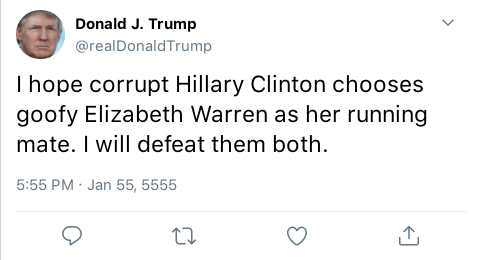 Donald J. Trump
@realDonaldTrump
I hope corrupt Hillary Clinton chooses
goofy Elizabeth Warren as her running
mate. I will defeat them both.
5:55 PM · Jan 55, 5555